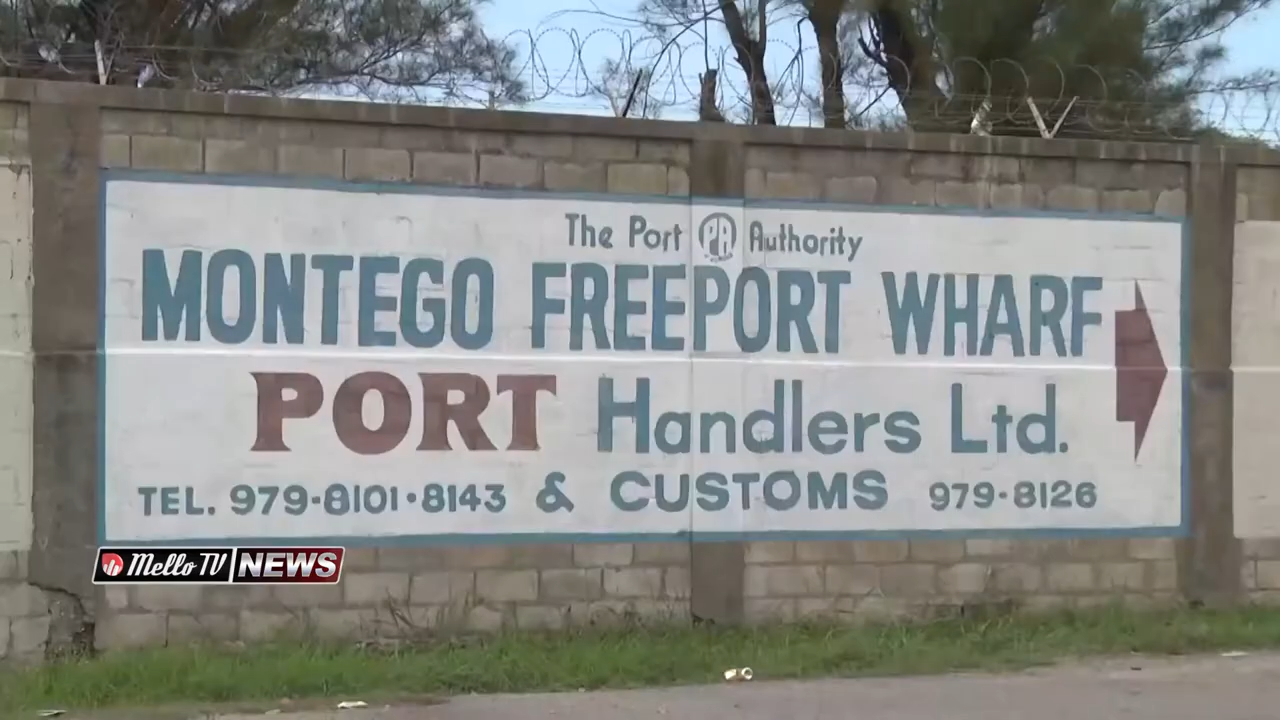 The Port PA Authority
MONTEGO FREEPORT WHARF
PORT Handlers Ltd.
TEL. 979-8101·8143 & CUSTOMS 979-8126
Mello TV NEWS